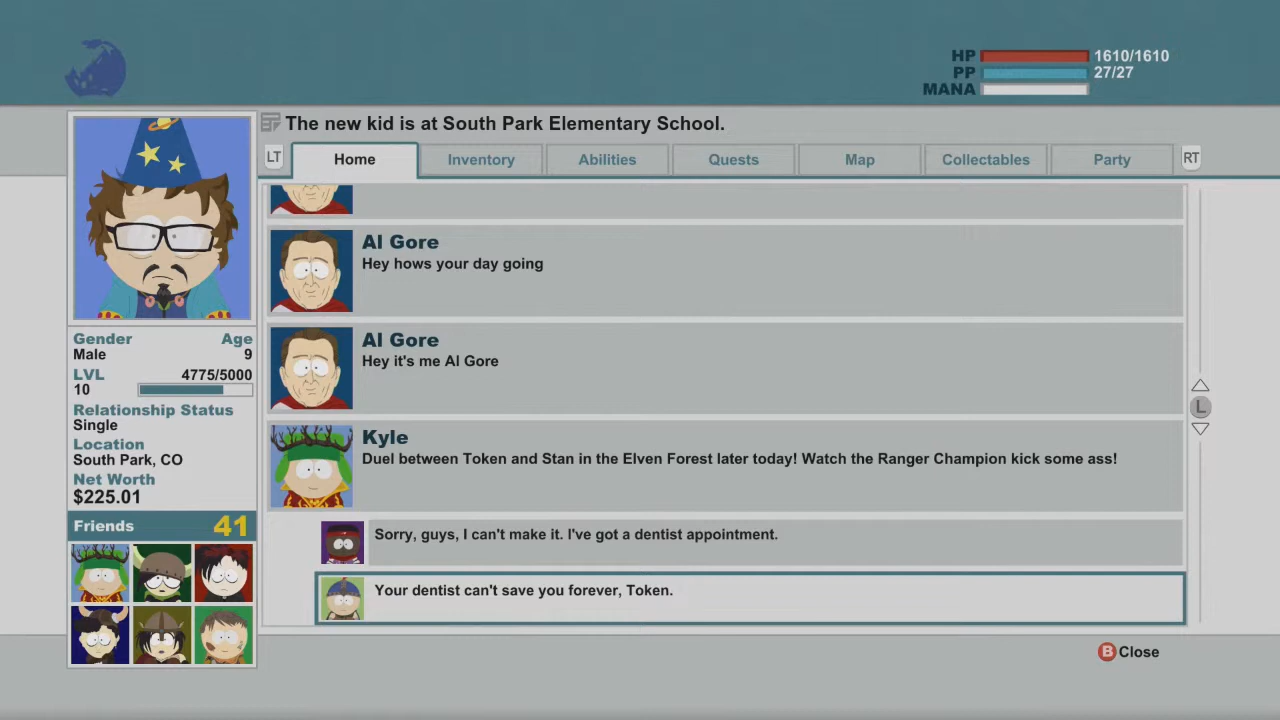 HP 1610/1610
PP 27/27
MANA
The new kid is at South Park Elementary School.
LT Home Inventory Abilities Quests Map Collectables Party RT
Al Gore
Hey hows your day going
Al Gore
Hey it's me Al Gore
Kyle
Duel between Token and Stan in the Elven Forest later today! Watch the Ranger Champion kick some ass!
Sorry, guys, I can't make it. I've got a dentist appointment.
Your dentist can't save you forever, Token.
Gender Age
Male 9
LVL 4775/5000
10
Relationship Status
Single
Location
South Park, CO
Net Worth
$225.01
Friends 41
L
B Close